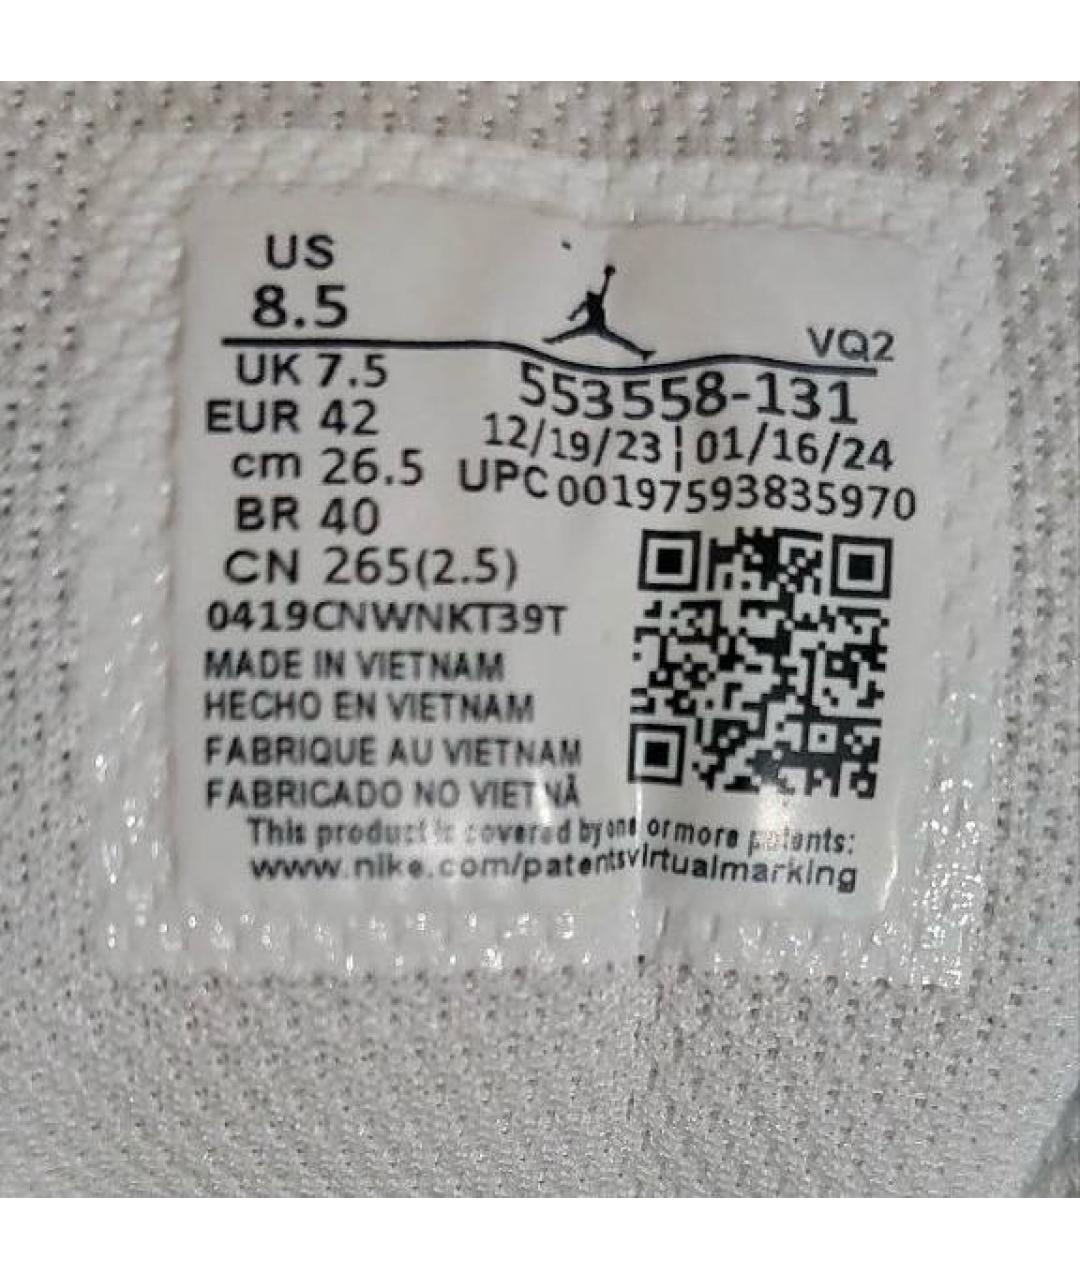 US
8.5
VQ2
UK 7.5
553558-131
EUR 42
12/19/23 | 01/16/24
cm 26.5
UPC00197593835970
BR 40
CN 265(2.5)
0419CNWNKT39T
MADE IN VIETNAM
HECHO EN VIETNAM
FABRIQUE AU VIETNAM
FABRICADO NO VIETNÃ
This product is covered by one or more patents:
www.nike.com/patentsvirtualmarking